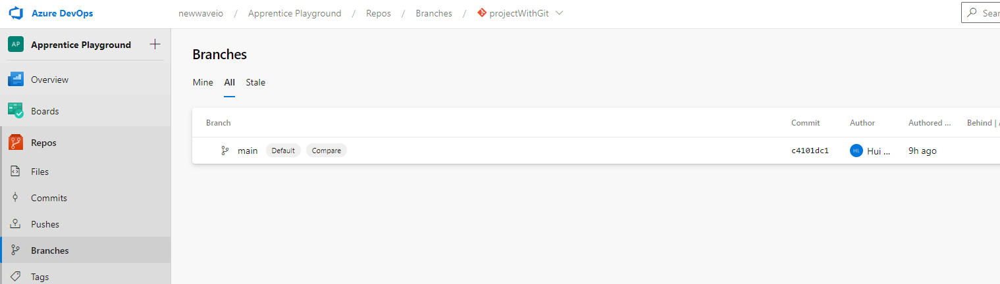 Azure DevOps newwaveio / Apprentice Playground / Repos / Branches / projectWithGit
AP Apprentice Playground
Branches
Overview
Mine All Stale
Boards
Branch Commit Author Authored ... Behind |
Repos
main Default Compare c4101dc1 HL Hui ... 9h ago
Files
Commits
Pushes
Branches
Tags